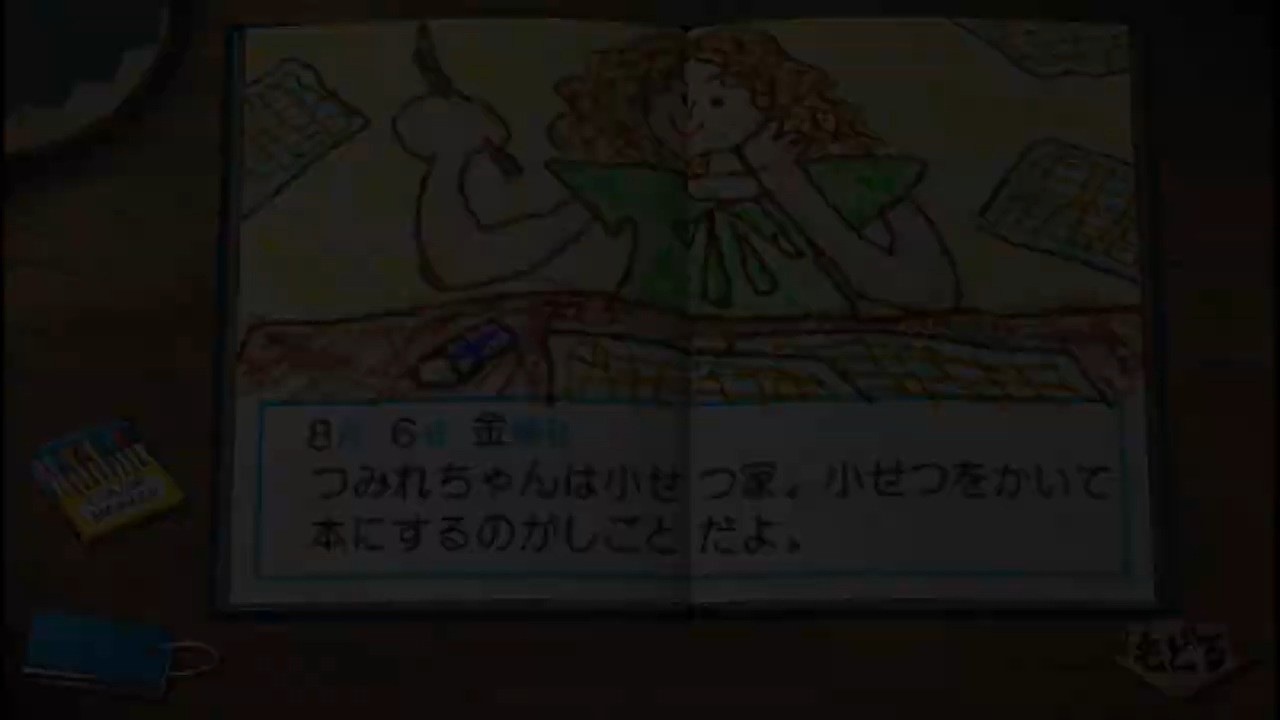 8月 6日 金曜日
つみれちゃんは小せつ家。小せつをかいて
本にするのがしごとだよ。
もどる